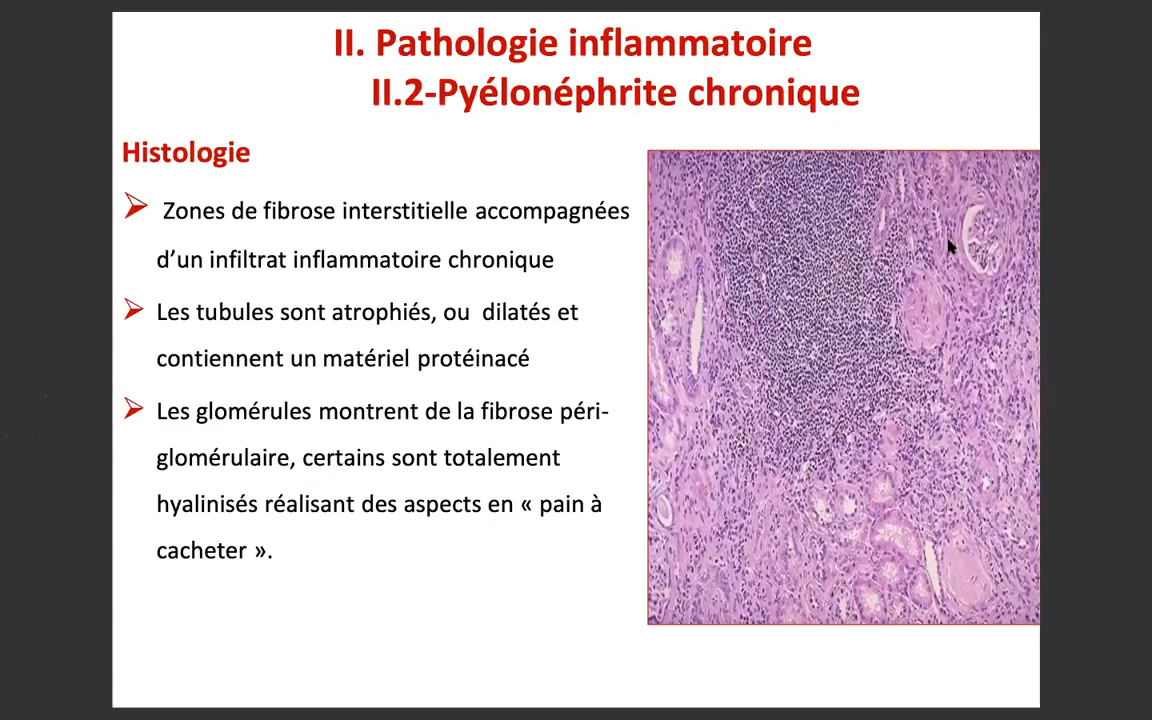 II. Pathologie inflammatoire
II.2-Pyélonéphrite chronique
Histologie
Zones de fibrose interstitielle accompagnées
d’un infiltrat inflammatoire chronique
Les tubules sont atrophiés, ou dilatés et
contiennent un matériel protéinacé
Les glomérules montrent de la fibrose péri-
glomérulaire, certains sont totalement
hyalinisés réalisant des aspects en « pain à
cacheter ».